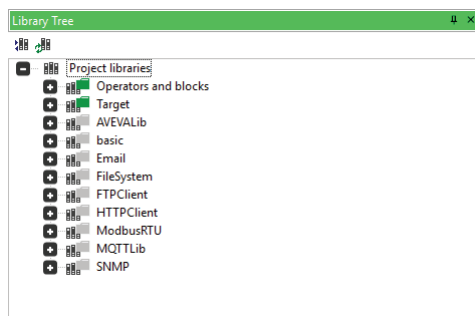 Library Tree
Project libraries
Operators and blocks
Target
AVEVALib
basic
Email
FileSystem
FTPClient
HTTPClient
ModbusRTU
MQTTLib
SNMP